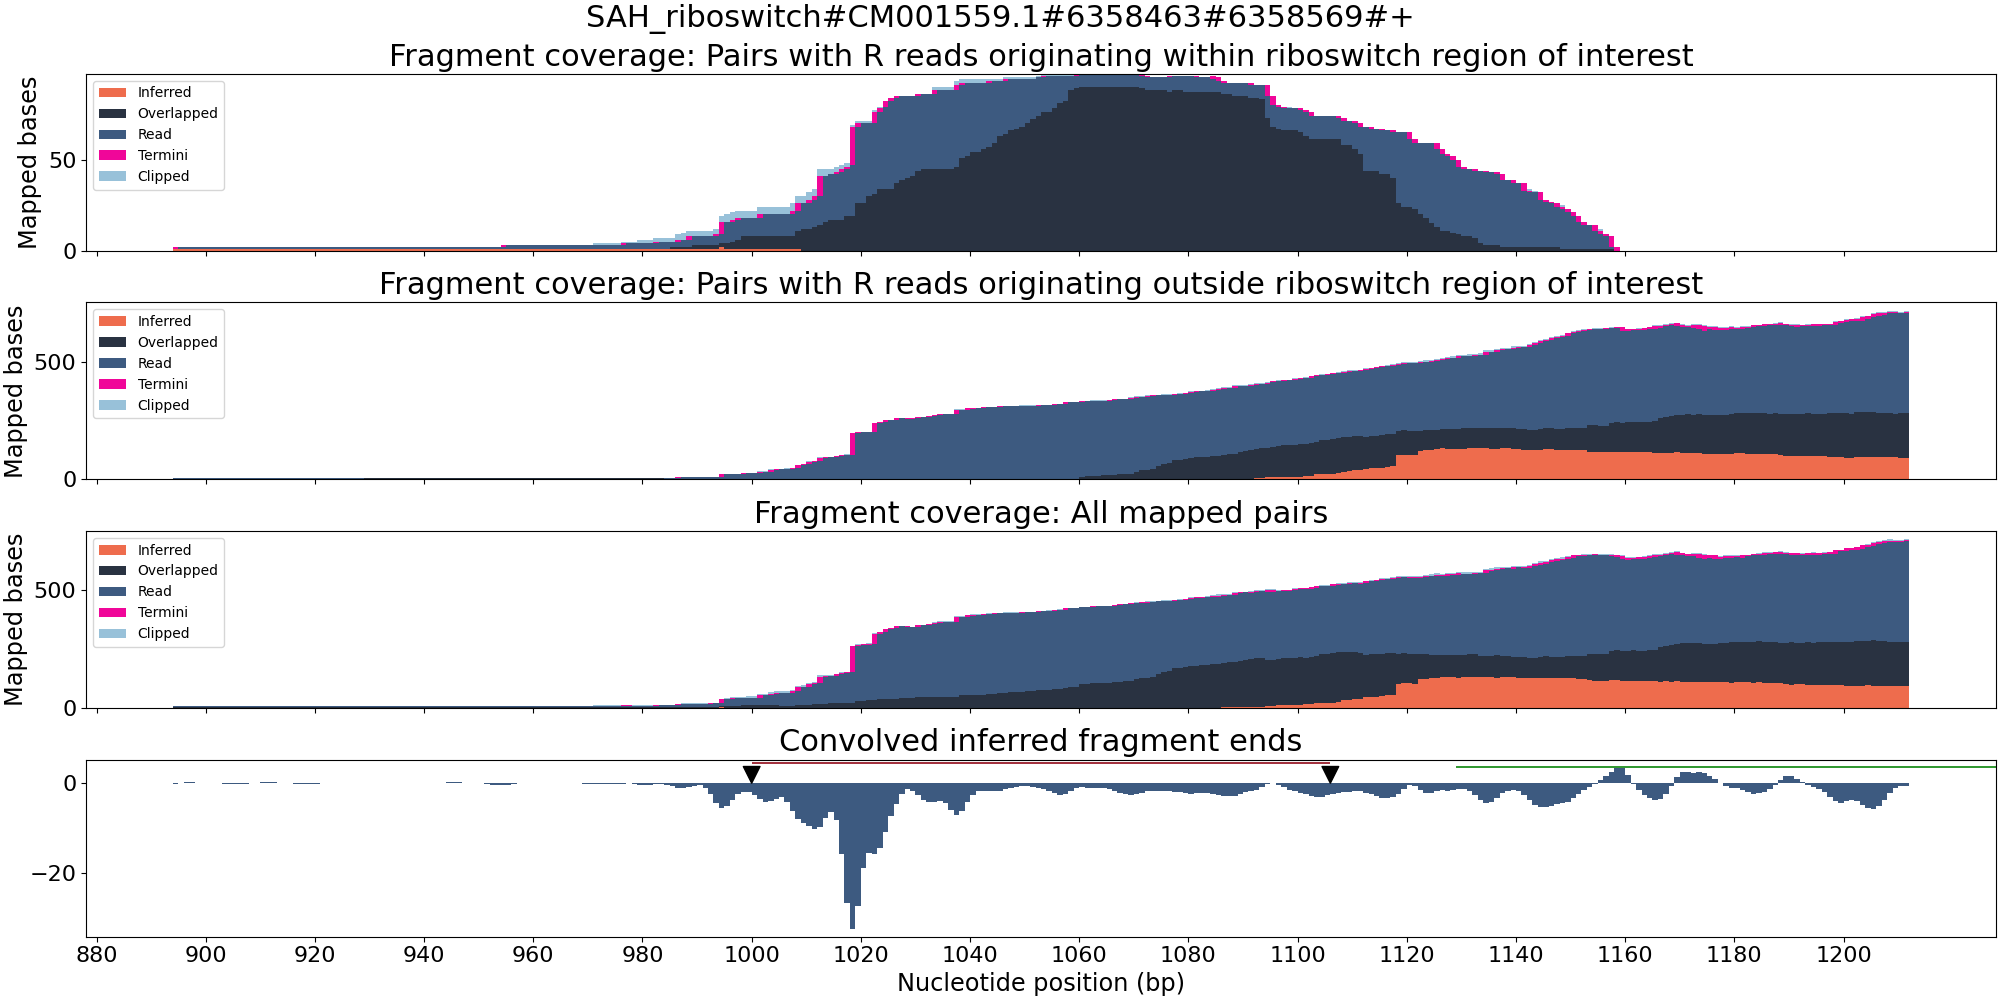 SAH_riboswitch#CM001559.1#6358463#6358569#+
Fragment coverage: Pairs with R reads originating within riboswitch region of interest
Mapped bases
50
0
Inferred
Overlapped
Read
Termini
Clipped
Fragment coverage: Pairs with R reads originating outside riboswitch region of interest
Mapped bases
500
0
Inferred
Overlapped
Read
Termini
Clipped
Fragment coverage: All mapped pairs
Mapped bases
500
0
Inferred
Overlapped
Read
Termini
Clipped
Convolved inferred fragment ends
0
−20
880 900 920 940 960 980 1000 1020 1040 1060 1080 1100 1120 1140 1160 1180 1200
Nucleotide position (bp)